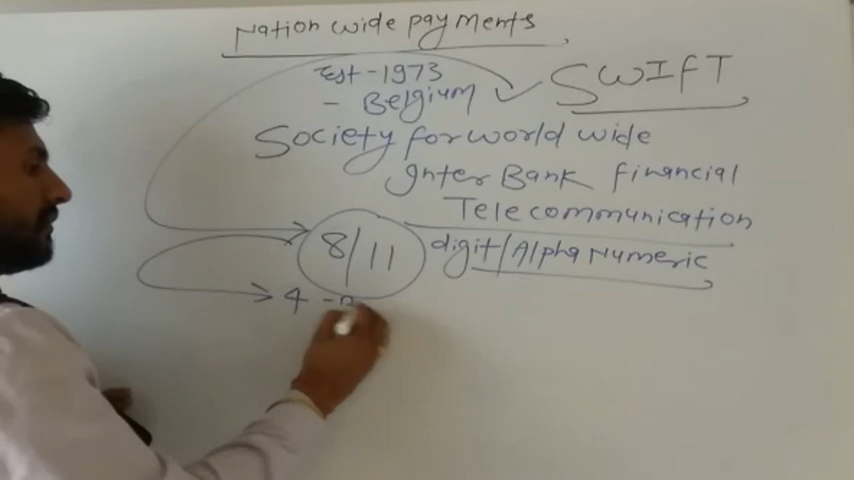 Nation wide payments
Est - 1973
SWIFT
- Belgium
Society for world wide
Inter Bank financial
Telecommunication
8/11 digit/Alpha Numeric
4 -